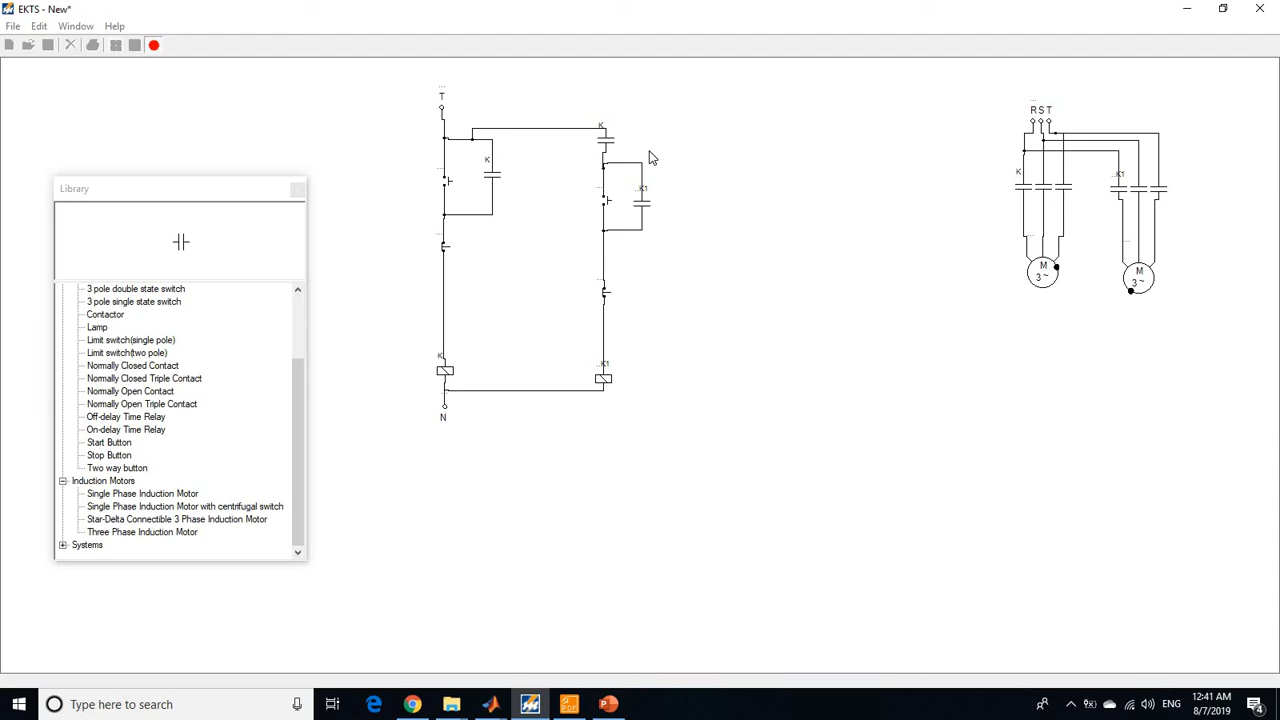 EKTS - New*
File Edit Window Help
Library
3 pole double state switch
3 pole single state switch
Contactor
Lamp
Limit switch(single pole)
Limit switch(two pole)
Normally Closed Contact
Normally Closed Triple Contact
Normally Open Contact
Normally Open Triple Contact
Off-delay Time Relay
On-delay Time Relay
Start Button
Stop Button
Two way button
Induction Motors
Single Phase Induction Motor
Single Phase Induction Motor with centrifugal switch
Star-Delta Connectible 3 Phase Induction Motor
Three Phase Induction Motor
Systems
...
T
K
K
...
..K1
...
...
...
K
..K1
...
N
...
R S T
K
..K1
...
...
M
3 ~
M
3 ~
Type here to search
ENG
12:41 AM
8/7/2019
4